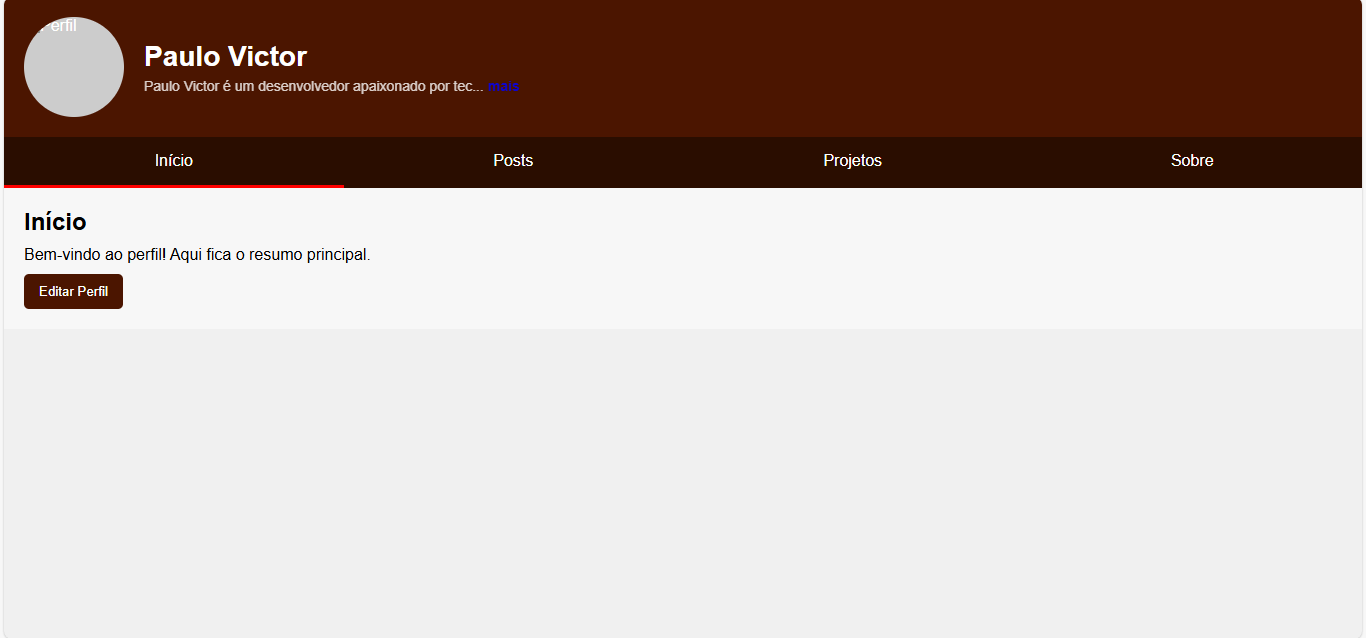 Perfil
Paulo Victor
Paulo Victor é um desenvolvedor apaixonado por tec... mais
Início Posts Projetos Sobre
Início
Bem-vindo ao perfil! Aqui fica o resumo principal.
Editar Perfil